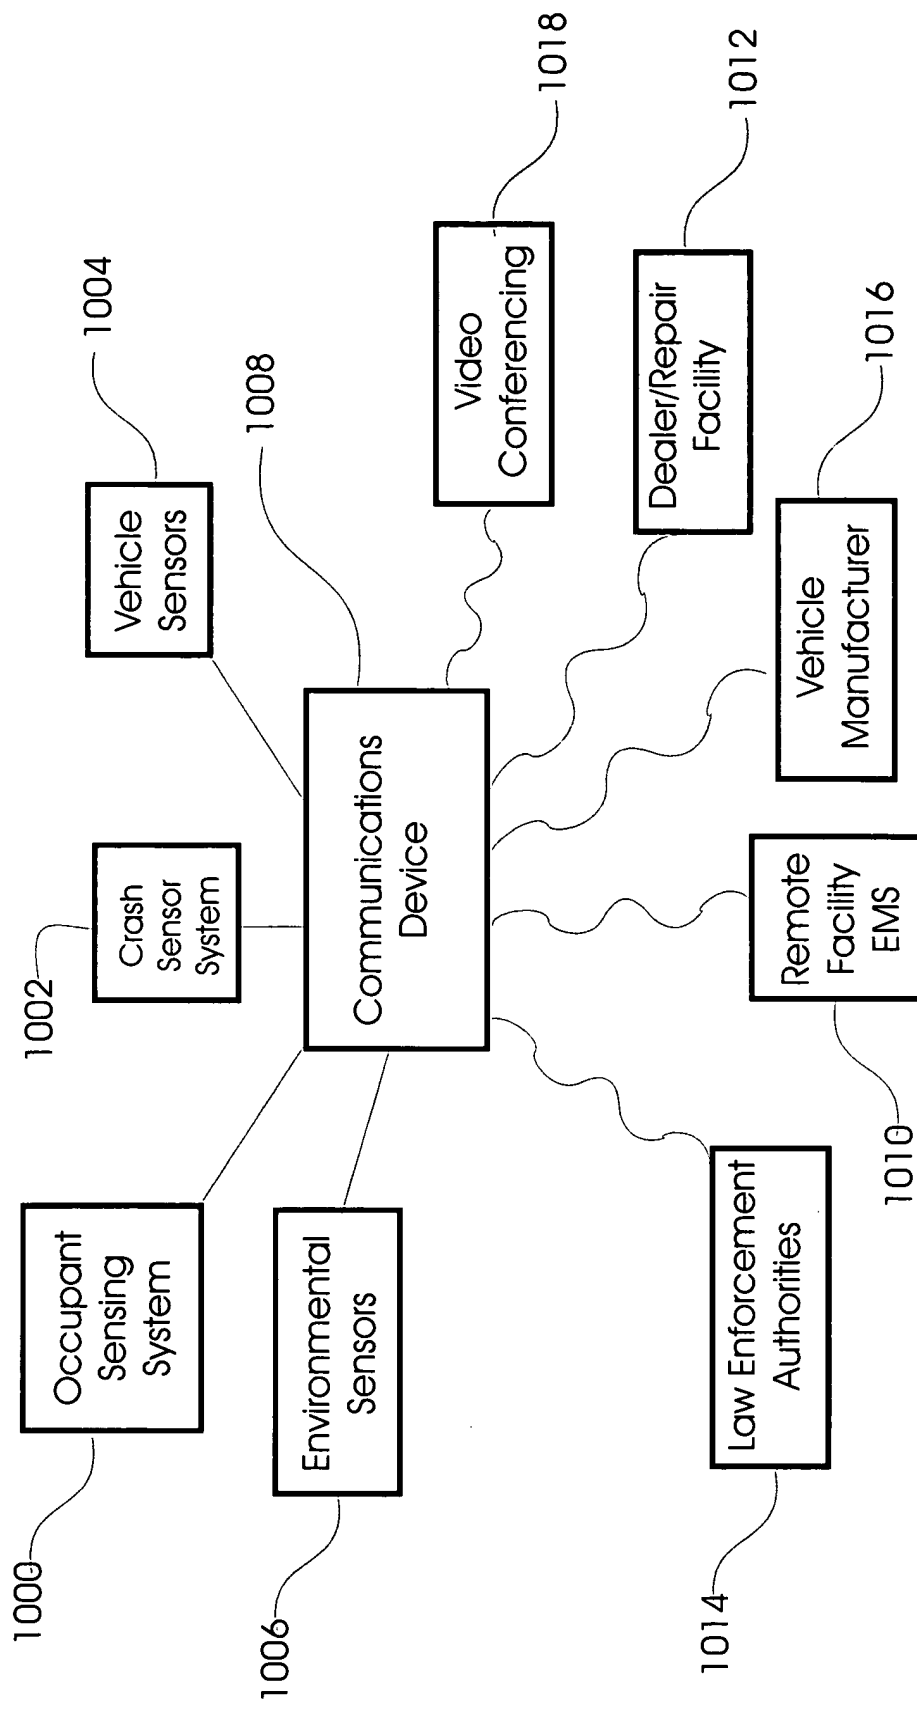 1000
Occupant
Sensing
System
1002
Crash
Sensor
System
1004
Vehicle
Sensors
1006
Environmental
Sensors
1008
Communications
Device
1018
Video
Conferencing
1012
Dealer/Repair
Facility
1014
Law Enforcement
Authorities
1010
Remote
Facility
EMS
1016
Vehicle
Manufacturer